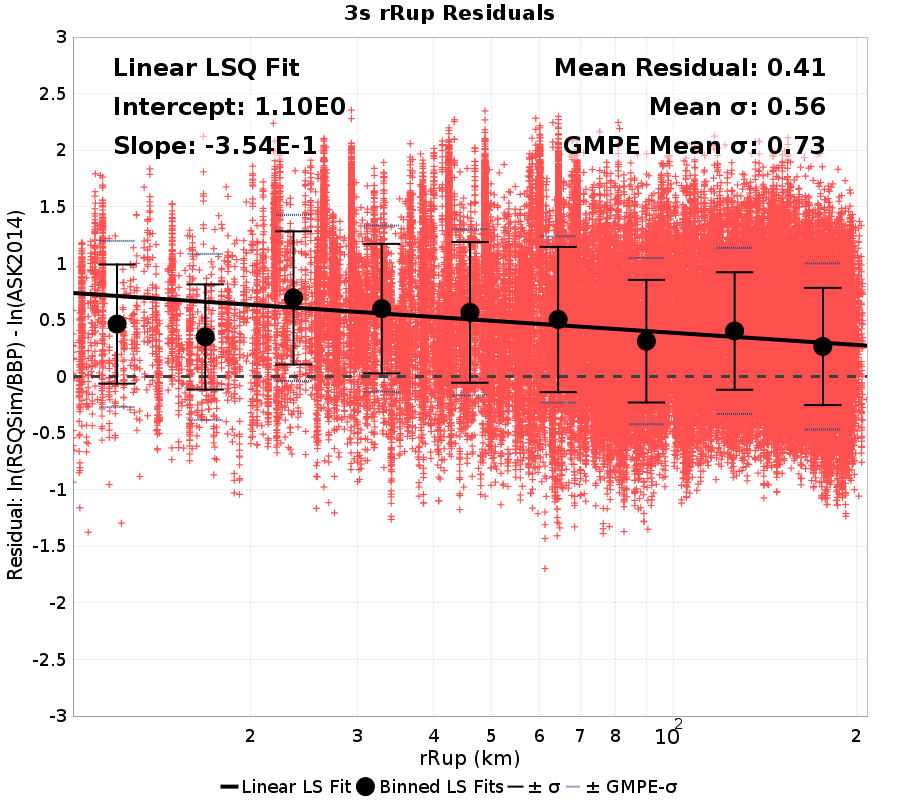 3s rRup Residuals
Linear LSQ Fit
Intercept: 1.10E0
Slope: -3.54E-1
Mean Residual: 0.41
Mean σ: 0.56
GMPE Mean σ: 0.73
Residual: ln(RSQSim/BBP) - ln(ASK2014)
3
2.5
2
1.5
1
0.5
0
-0.5
-1
-1.5
-2
-2.5
-3
2 3 4 5 6 7 8 10² 2
rRup (km)
Linear LS Fit Binned LS Fits ± σ ± GMPE-σ